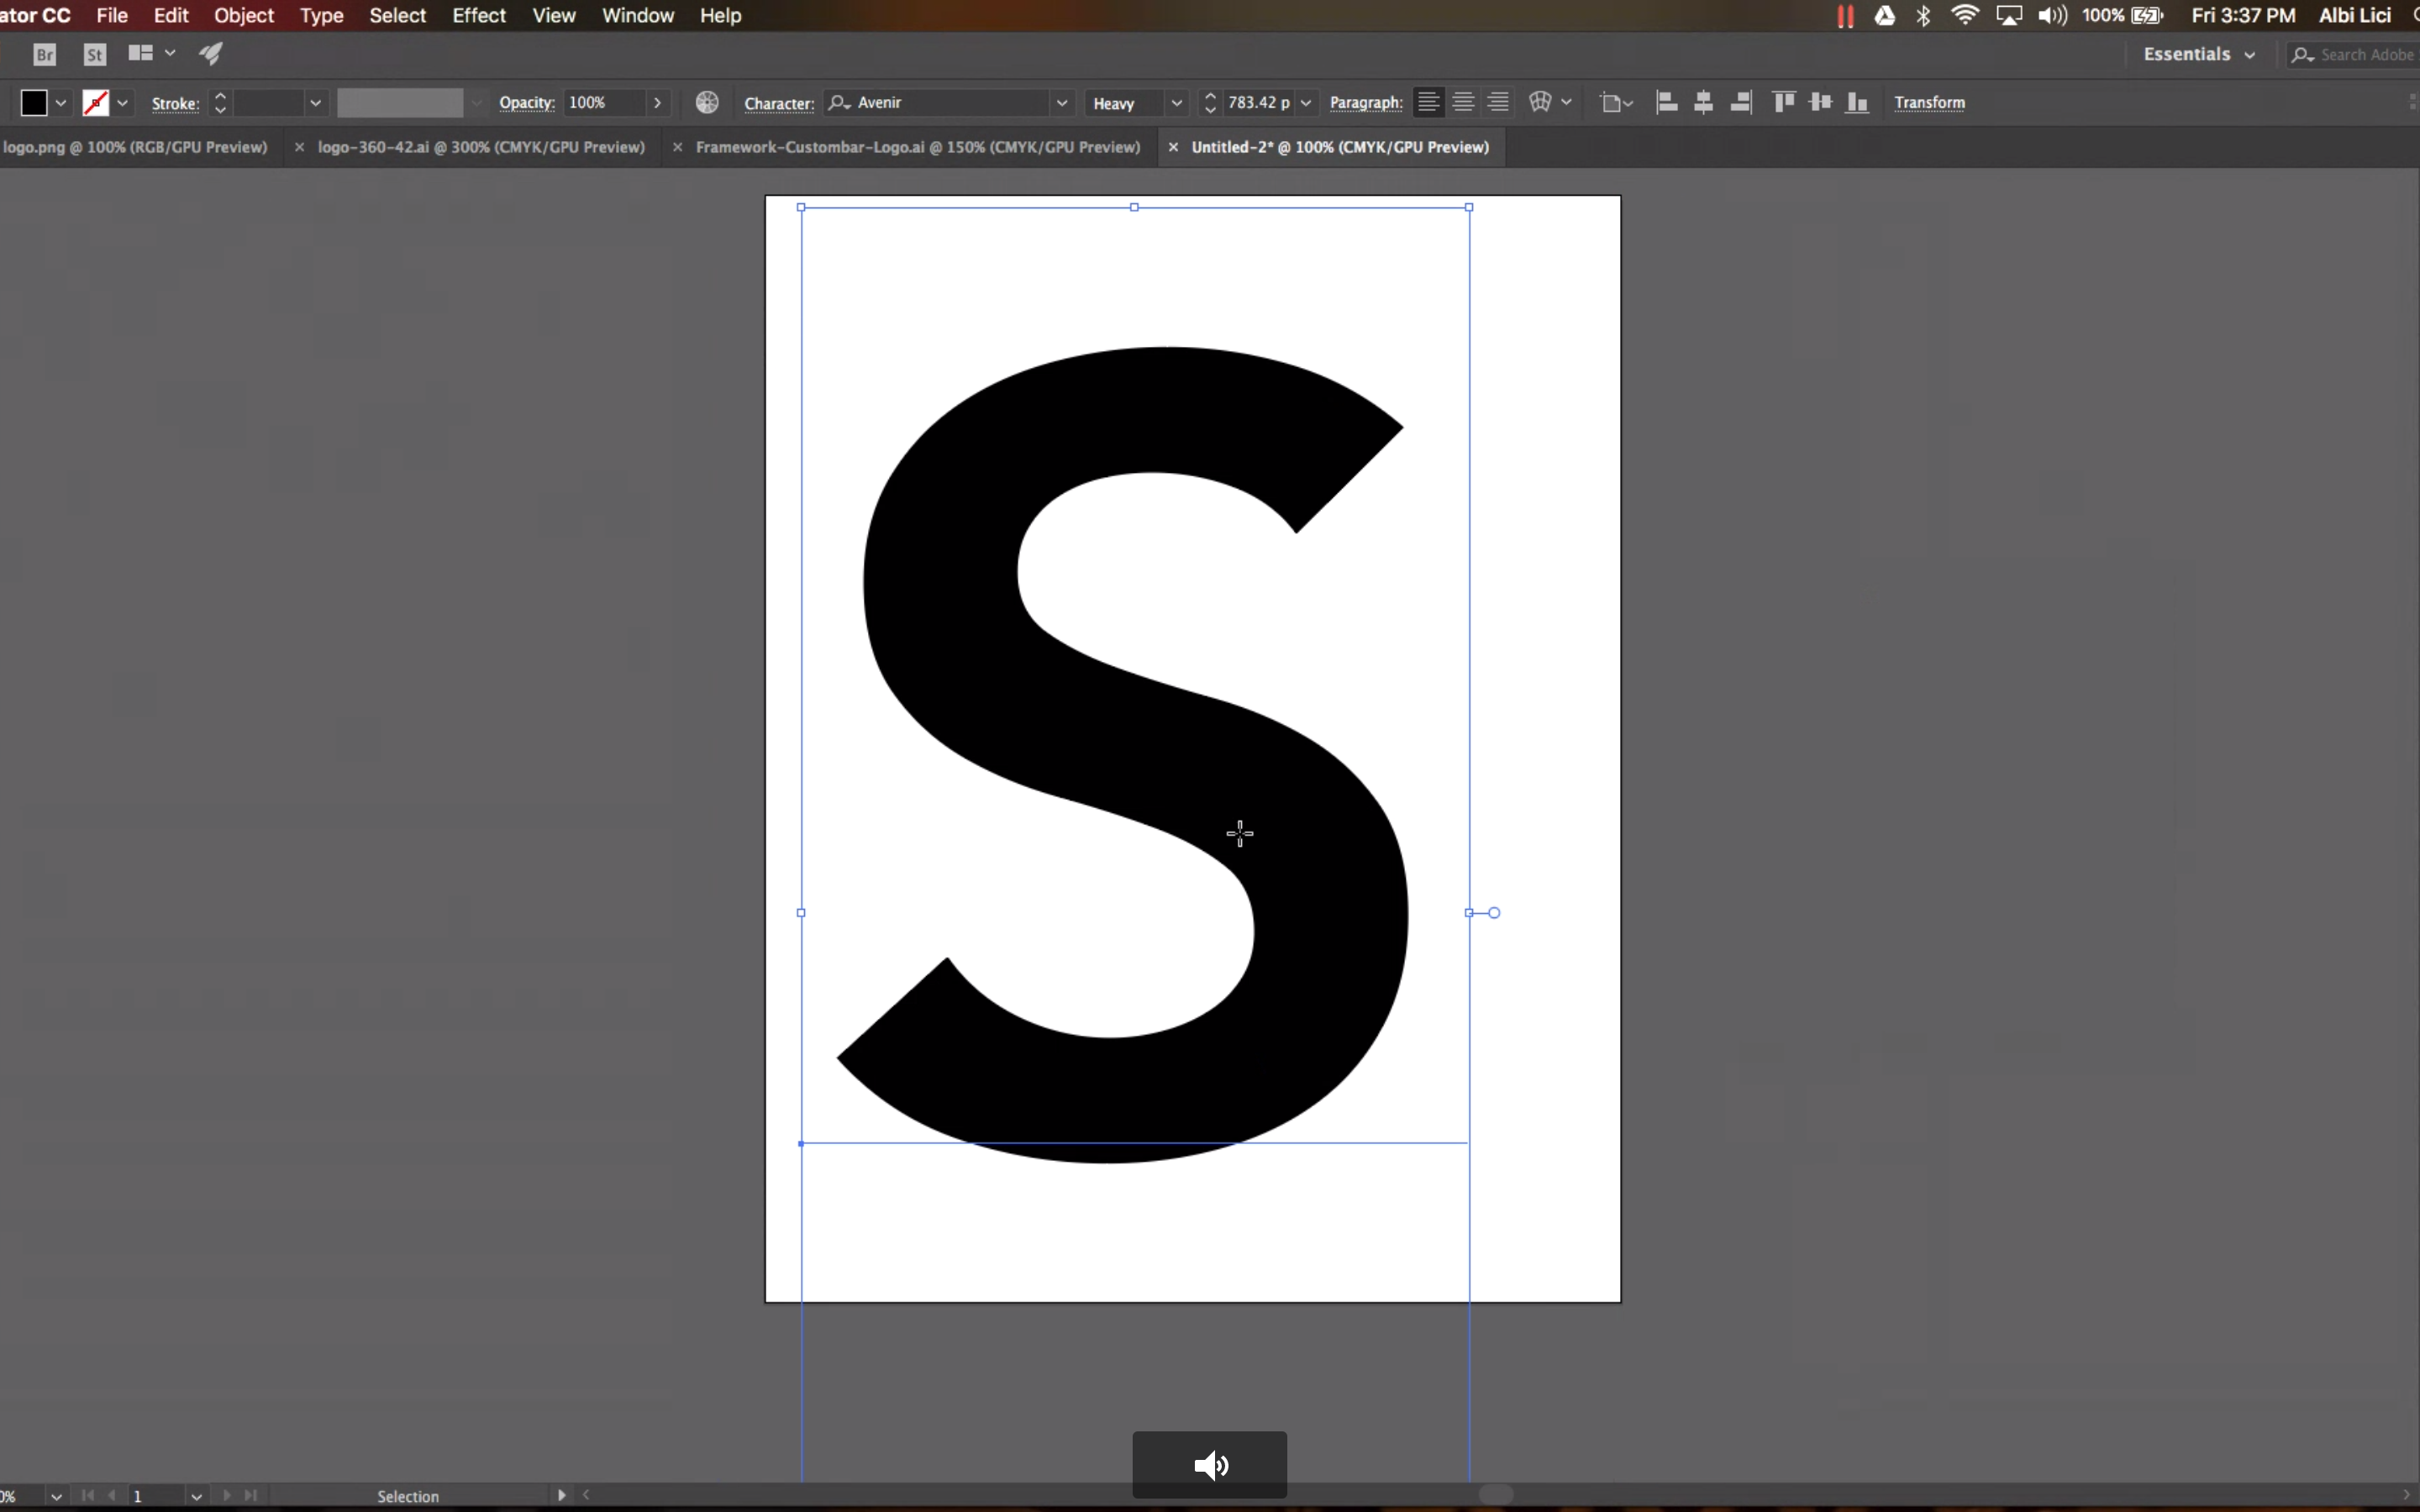 ator CC File Edit Object Type Select Effect View Window Help 100% Fri 3:37 PM Albi Lici
Br St Essentials Search Adobe
Stroke: Opacity: 100% Character: Avenir Heavy 783.42 p Paragraph: Transform
logo.png @ 100% (RGB/GPU Preview) × logo-360-42.ai @ 300% (CMYK/GPU Preview) × Framework-Custombar-Logo.ai @ 150% (CMYK/GPU Preview) × Untitled-2* @ 100% (CMYK/GPU Preview)
S
0% 1 Selection